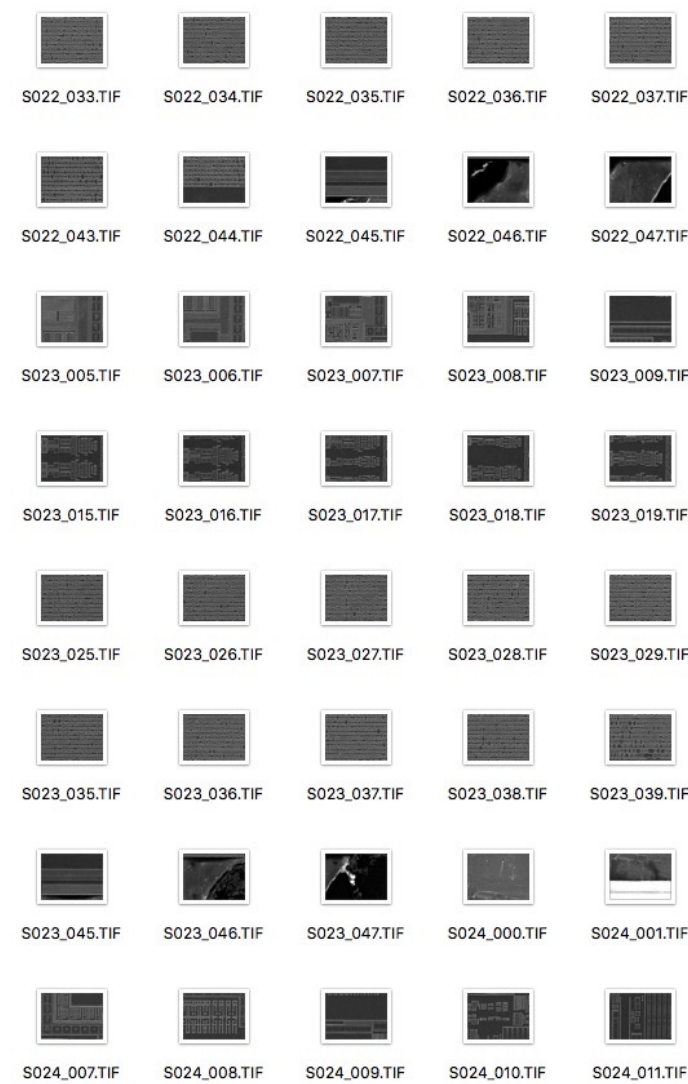 S022_033.TIF S022_034.TIF S022_035.TIF S022_036.TIF S022_037.TIF
S022_043.TIF S022_044.TIF S022_045.TIF S022_046.TIF S022_047.TIF
S023_005.TIF S023_006.TIF S023_007.TIF S023_008.TIF S023_009.TIF
S023_015.TIF S023_016.TIF S023_017.TIF S023_018.TIF S023_019.TIF
S023_025.TIF S023_026.TIF S023_027.TIF S023_028.TIF S023_029.TIF
S023_035.TIF S023_036.TIF S023_037.TIF S023_038.TIF S023_039.TIF
S023_045.TIF S023_046.TIF S023_047.TIF S024_000.TIF S024_001.TIF
S024_007.TIF S024_008.TIF S024_009.TIF S024_010.TIF S024_011.TIF